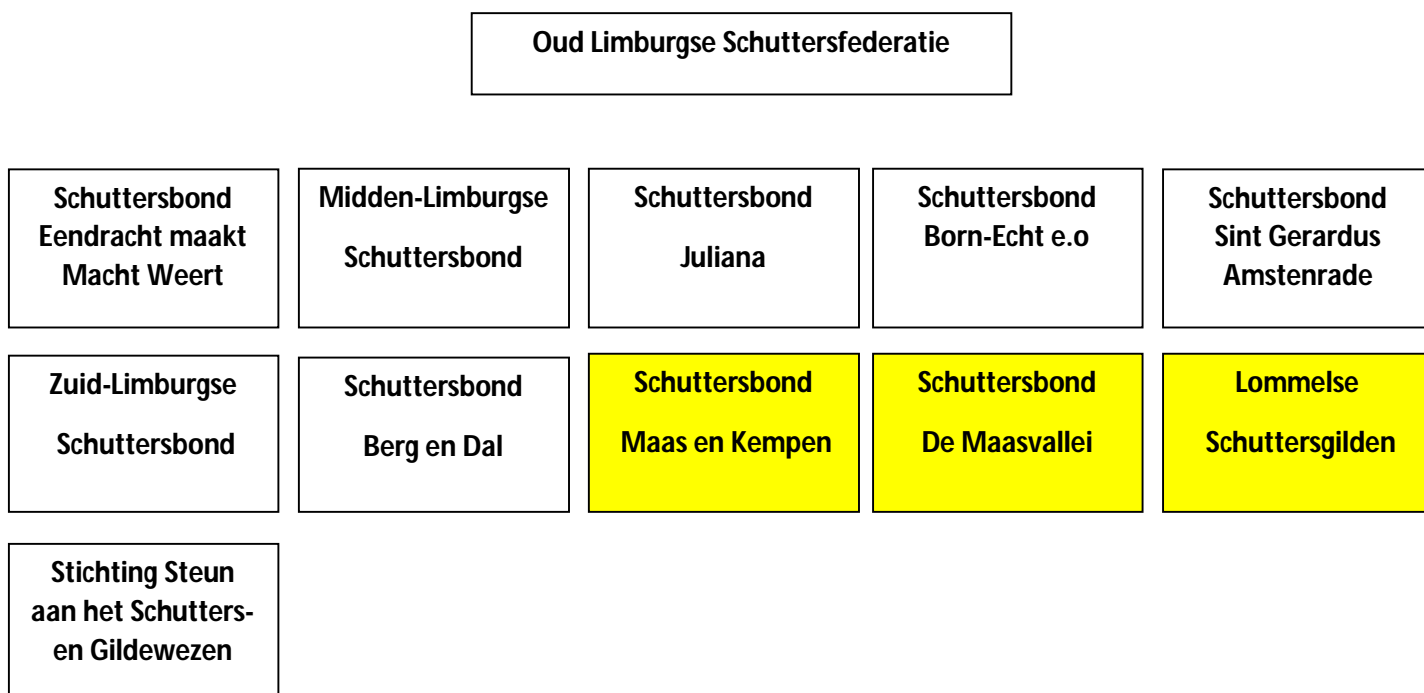 Oud Limburgse Schuttersfederatie
Schuttersbond
Eendracht maakt
Macht Weert
Midden-Limburgse
Schuttersbond
Schuttersbond
Juliana
Schuttersbond
Born-Echt e.o
Schuttersbond
Sint Gerardus
Amstenrade
Zuid-Limburgse
Schuttersbond
Schuttersbond
Berg en Dal
Schuttersbond
Maas en Kempen
Schuttersbond
De Maasvallei
Lommelse
Schuttersgilden
Stichting Steun
aan het Schutters-
en Gildewezen